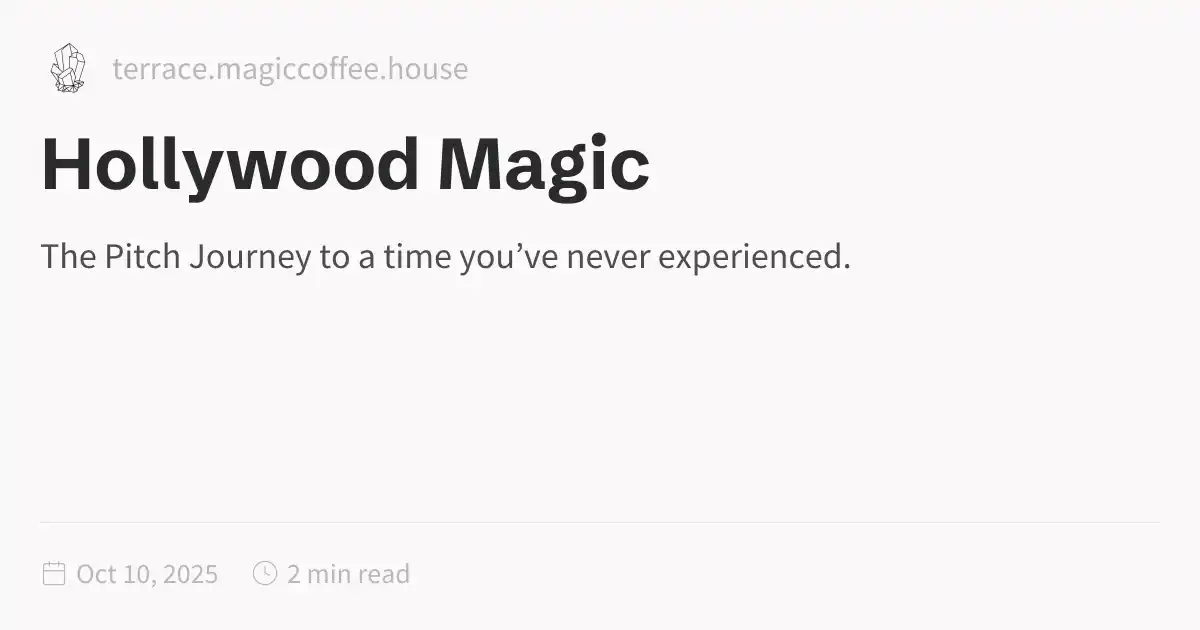 terrace.magiccoffee.house
Hollywood Magic
The Pitch Journey to a time you’ve never experienced.
Oct 10, 2025 2 min read